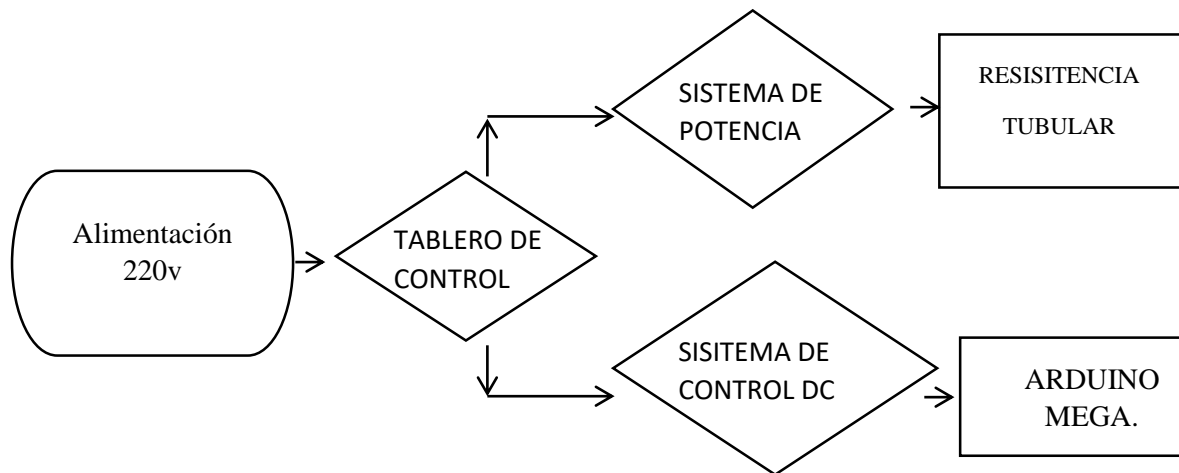 Alimentación
220v
TABLERO DE
CONTROL
SISTEMA DE
POTENCIA
RESISITENCIA
TUBULAR
SISITEMA DE
CONTROL DC
ARDUINO
MEGA.